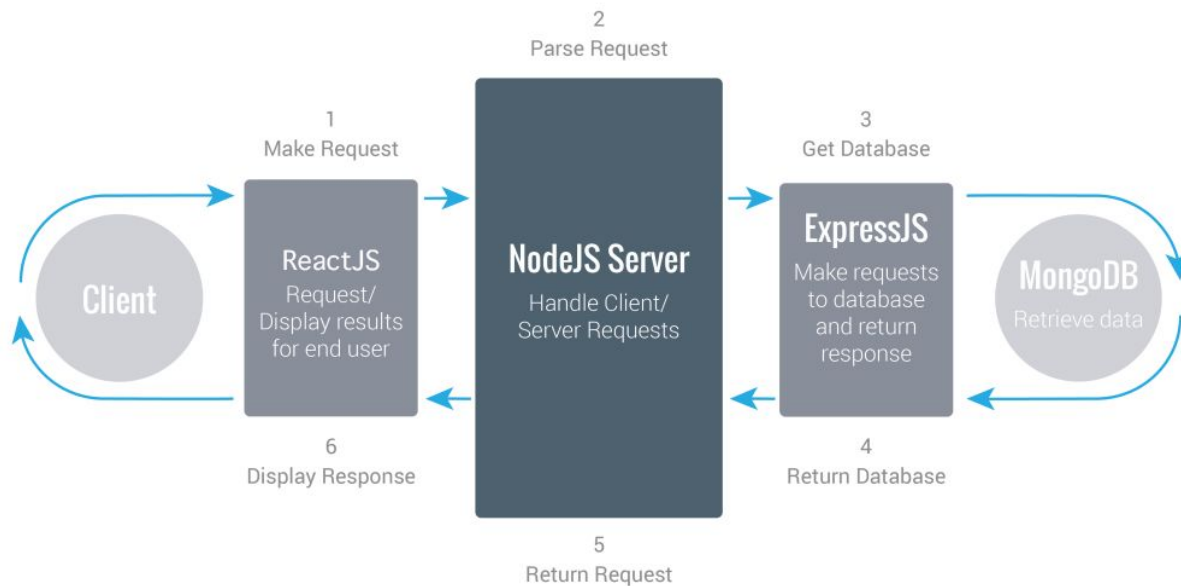 2
Parse Request
1
Make Request
3
Get Database
Client
ReactJS
Request/
Display results
for end user
NodeJS Server
Handle Client/
Server Requests
ExpressJS
Make requests
to database
and return
response
MongoDB
Retrieve data
6
Display Response
4
Return Database
5
Return Request